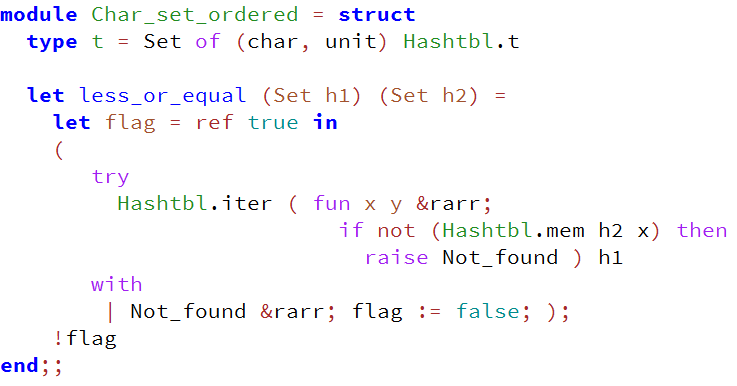 module Char_set_ordered = struct
type t = Set of (char, unit) Hashtbl.t
let less_or_equal (Set h1) (Set h2) =
let flag = ref true in
(
try
Hashtbl.iter ( fun x y &rarr;
if not (Hashtbl.mem h2 x) then
raise Not_found ) h1
with
| Not_found &rarr; flag := false; );
!flag
end;;